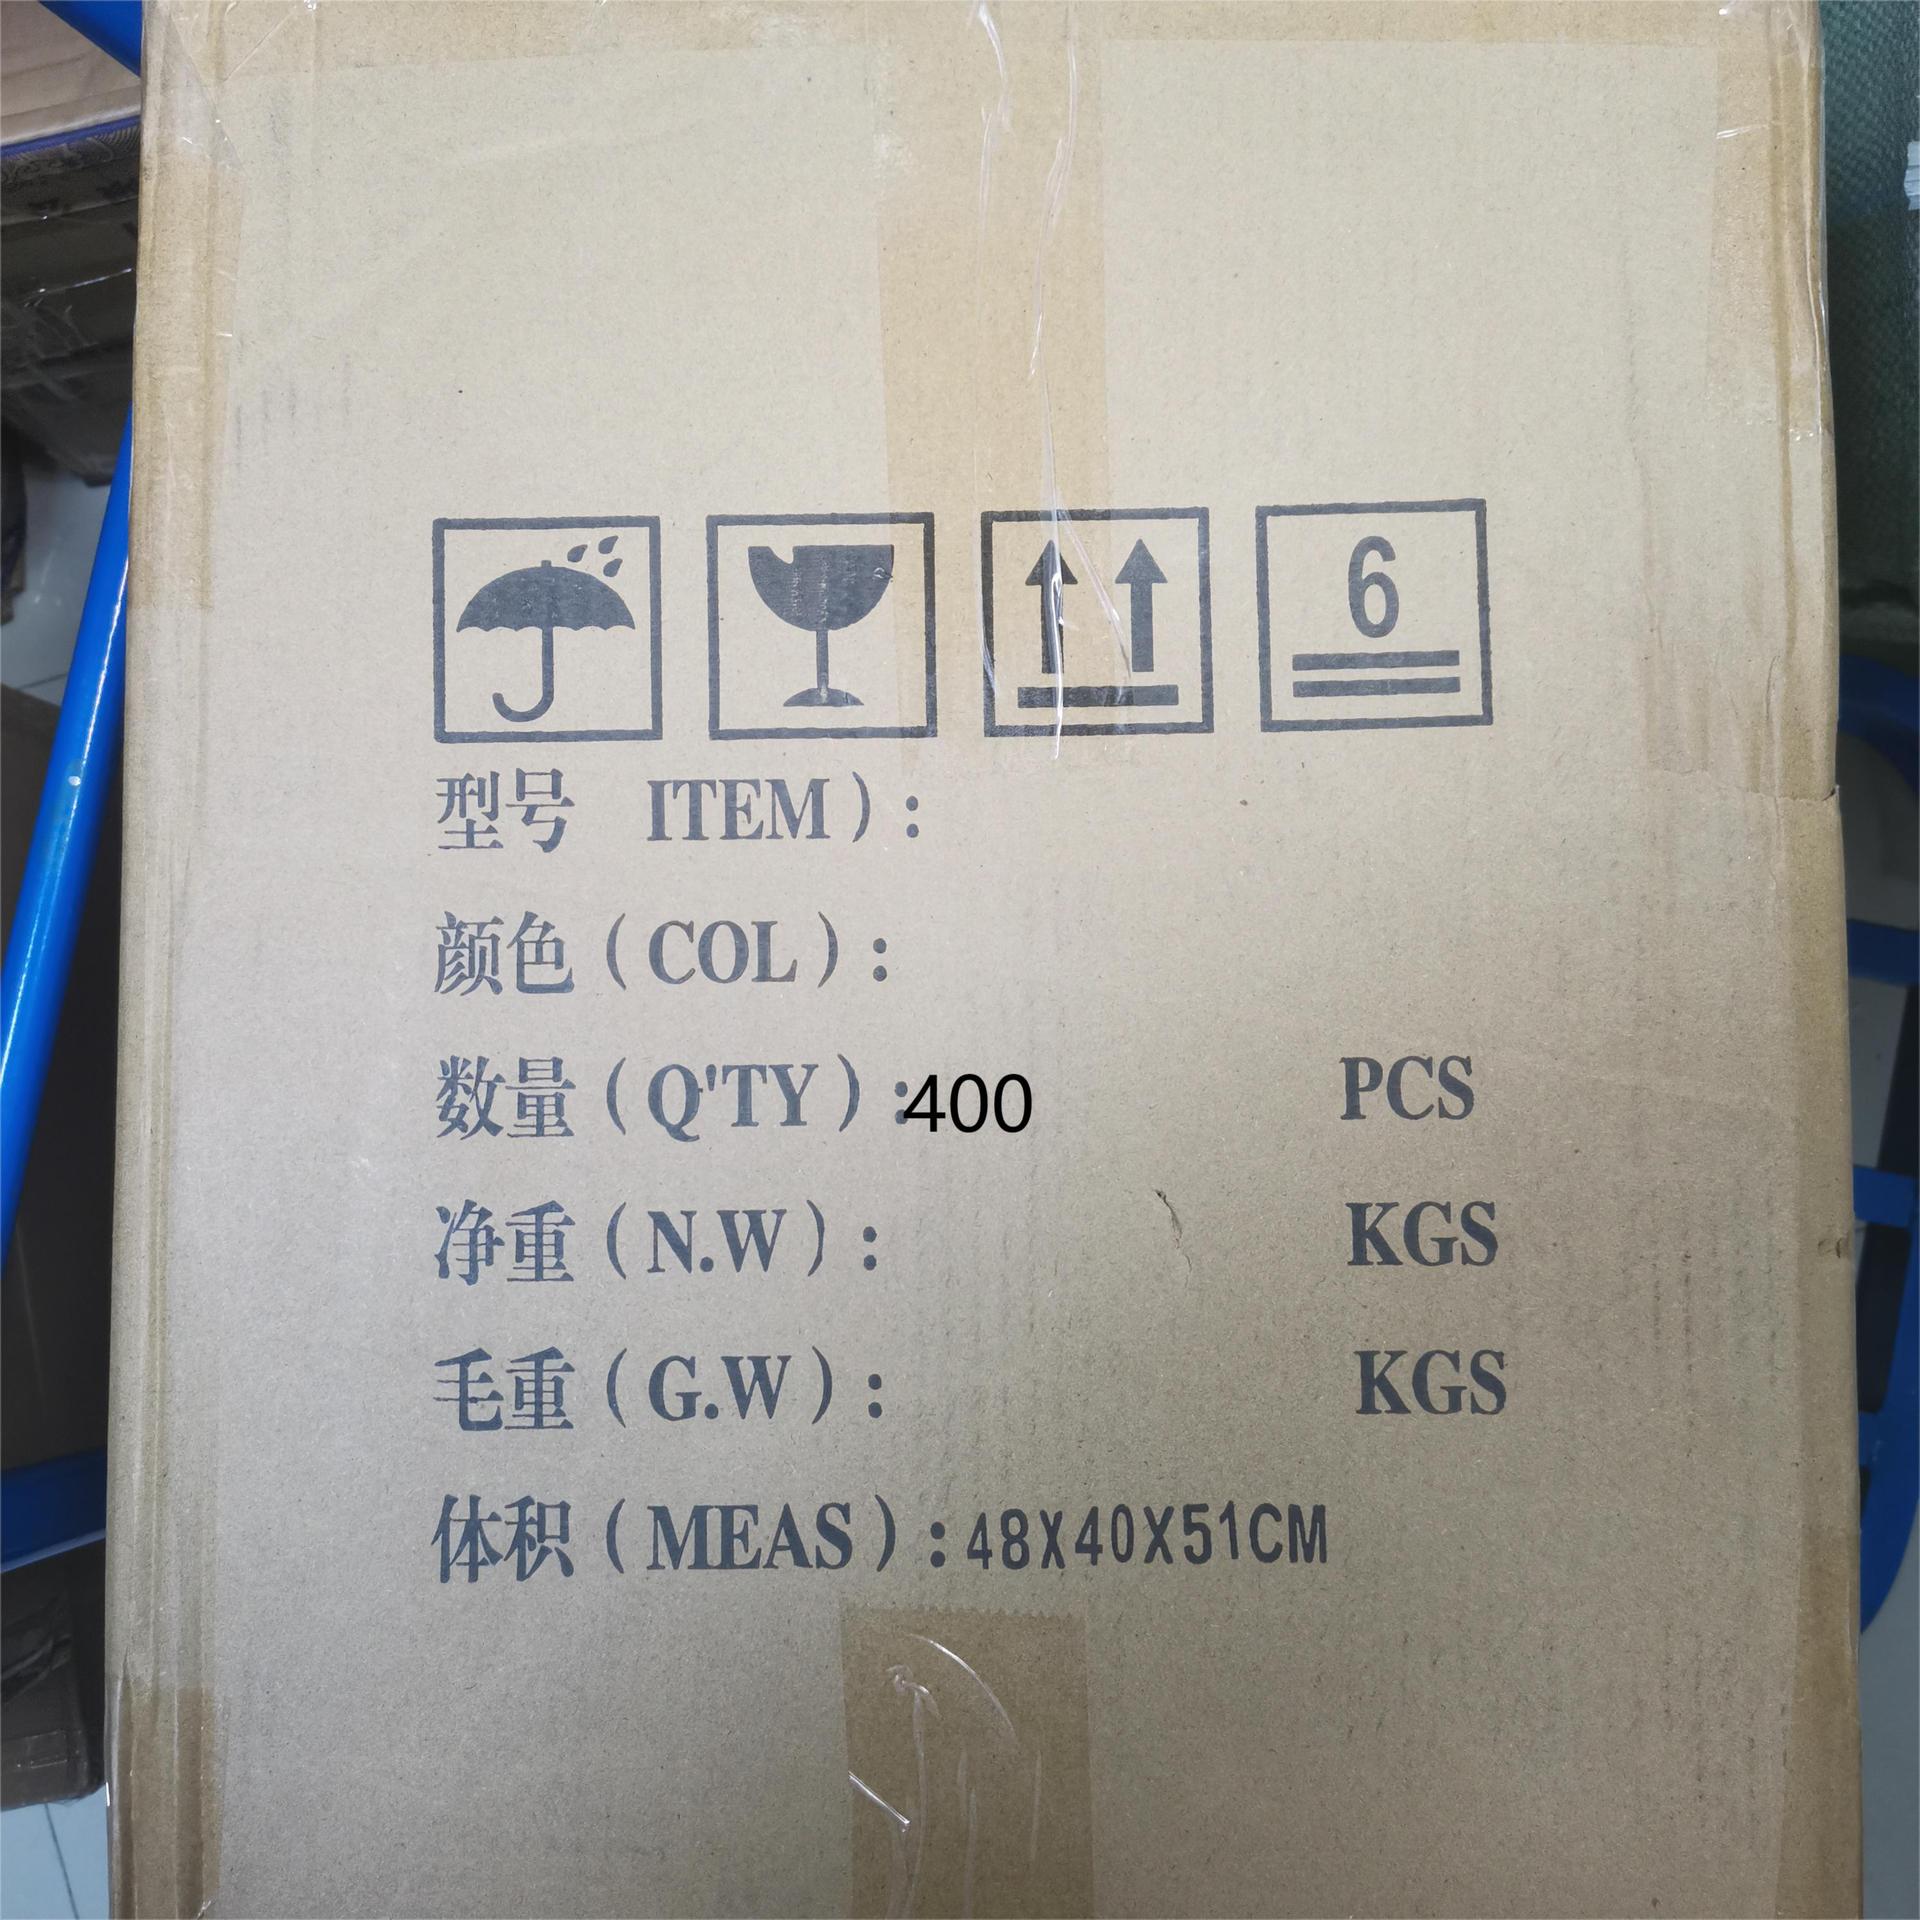 6
型号 ITEM）：
颜色（COL）：
数量（Q'TY）：400 PCS
净重（N.W）： KGS
毛重（G.W）： KGS
体积（MEAS）：48X40X51CM